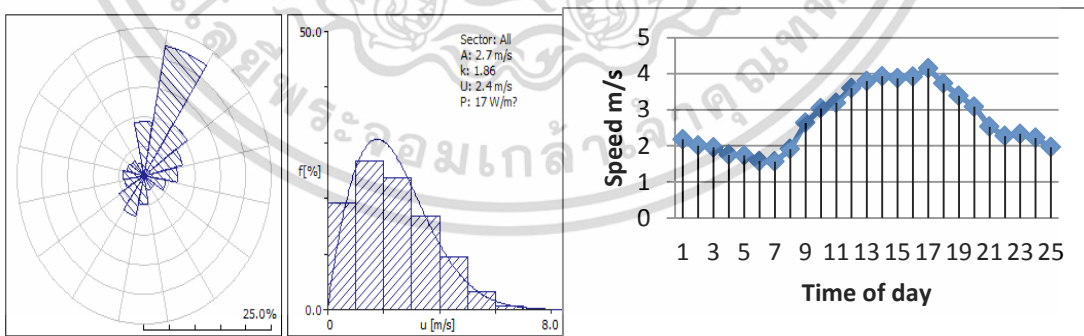 25.0%
50.0
Sector: All
A: 2.7 m/s
k: 1.86
U: 2.4 m/s
P: 17 W/m?
f[%]
0.0
0
u [m/s]
8.0
5
4
3
2
1
0
Speed m/s
1 3 5 7 9 11 13 15 17 19 21 23 25
Time of day